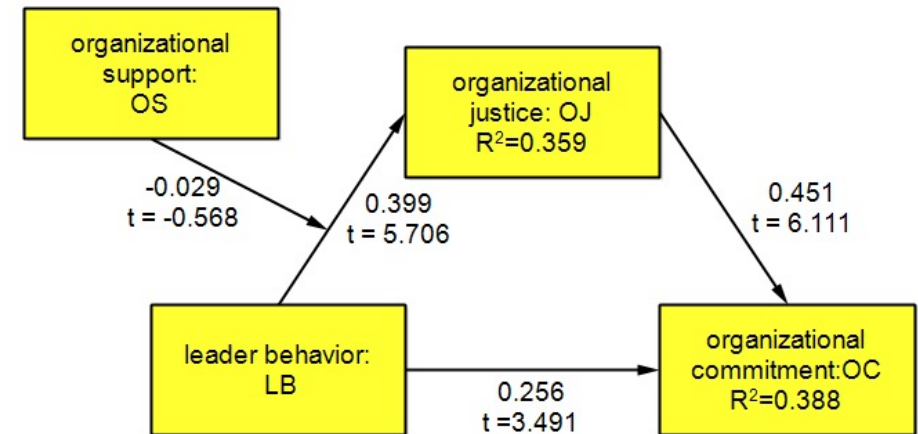 organizational
support:
OS
organizational
justice: OJ
R²=0.359
-0.029
t = -0.568
0.399
t = 5.706
0.451
t = 6.111
leader behavior:
LB
0.256
t =3.491
organizational
commitment:OC
R²=0.388